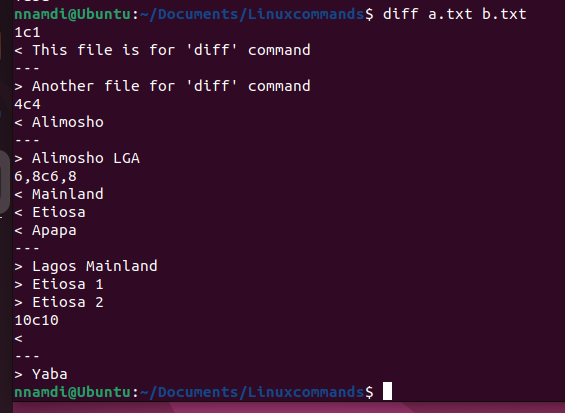 nnamdi@Ubuntu:~/Documents/Linuxcommands$ diff a.txt b.txt
1c1
< This file is for 'diff' command
---
> Another file for 'diff' command
4c4
< Alimosho
---
> Alimosho LGA
6,8c6,8
< Mainland
< Etiosa
< Apapa
---
> Lagos Mainland
> Etiosa 1
> Etiosa 2
10c10
<
---
> Yaba
nnamdi@Ubuntu:~/Documents/Linuxcommands$